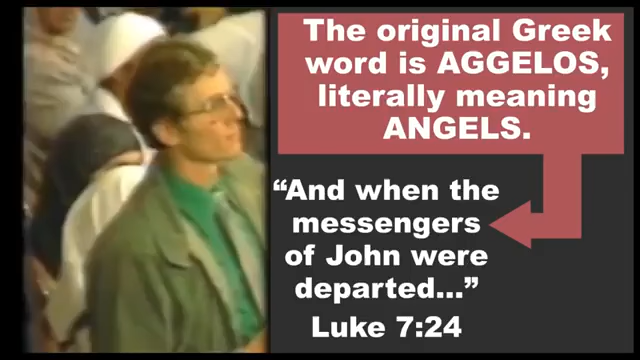 The original Greek
word is AGGELOS,
literally meaning
ANGELS.
“And when the
messengers
of John were
departed...”
Luke 7:24